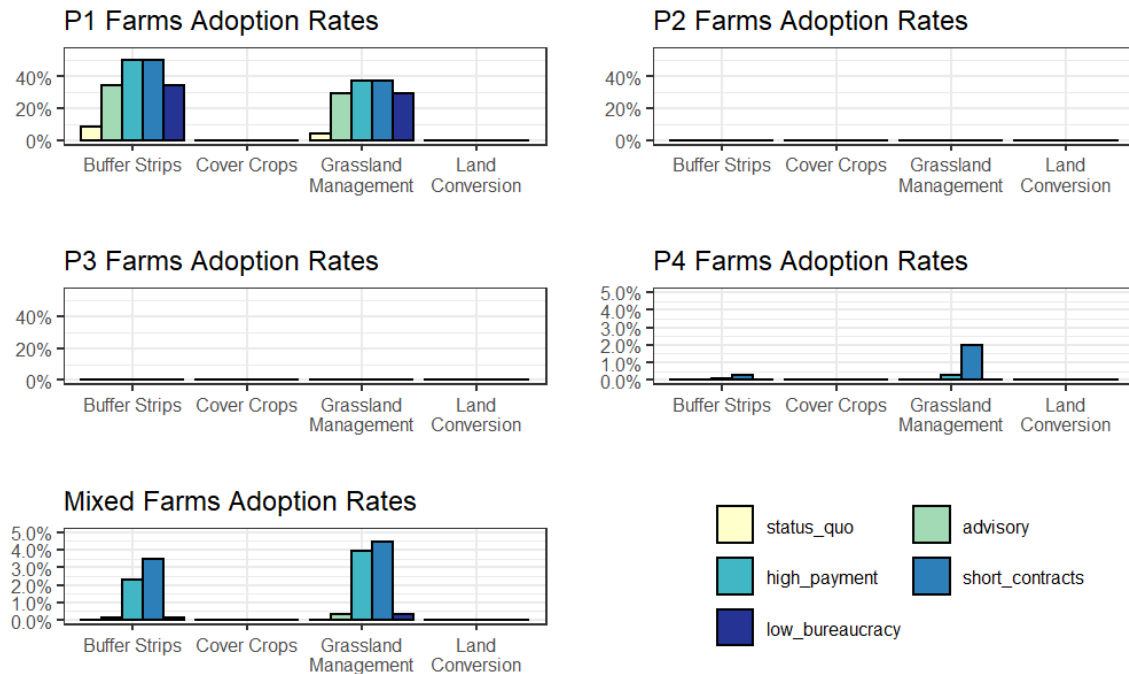 P1 Farms Adoption Rates
40%
20%
0%
Buffer Strips Cover Crops Grassland Land
Management Conversion
P2 Farms Adoption Rates
40%
20%
0%
Buffer Strips Cover Crops Grassland Land
Management Conversion
P3 Farms Adoption Rates
40%
20%
0%
Buffer Strips Cover Crops Grassland Land
Management Conversion
P4 Farms Adoption Rates
5.0%
4.0%
3.0%
2.0%
1.0%
0.0%
Buffer Strips Cover Crops Grassland Land
Management Conversion
Mixed Farms Adoption Rates
5.0%
4.0%
3.0%
2.0%
1.0%
0.0%
Buffer Strips Cover Crops Grassland Land
Management Conversion
status_quo advisory
high_payment short_contracts
low_bureaucracy